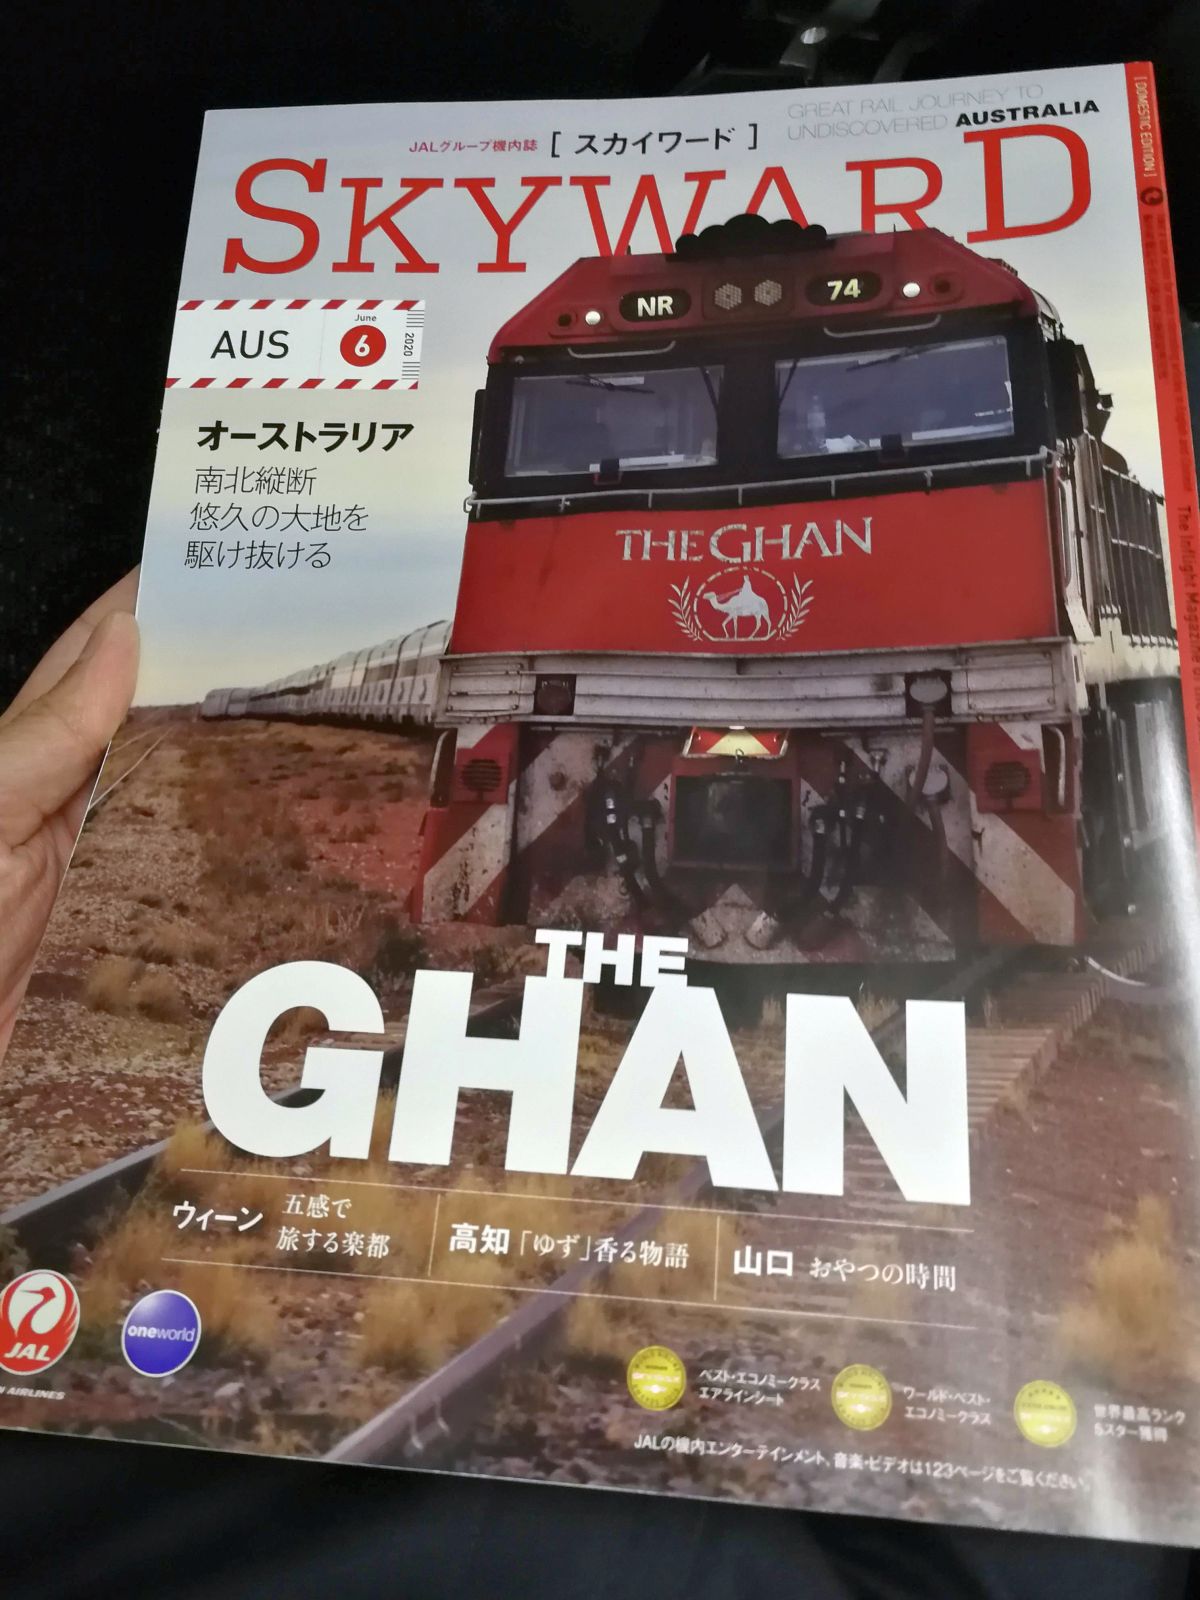 GREAT RAIL JOURNEY TO
UNDISCOVERED AUSTRALIA
JALグループ機内誌 [ スカイワード ]
SKYWARD
[ DOMESTIC EDITION ]
AUS
June
6
2020
NR
74
オーストラリア
南北縦断
悠久の大地を
駆け抜ける
THE GHAN
The Inflight Magazine of
THE
GHAN
ウィーン 五感で
旅する楽都
高知 「ゆず」香る物語
山口 おやつの時間
JAL
AIRLINES
oneworld
ベスト・エコノミークラス
エアラインシート
ワールド・ベスト・
エコノミークラス
世界最高ランク
5スター獲得
JALの機内エンターテインメント、音楽・ビデオは123ページをご覧ください。